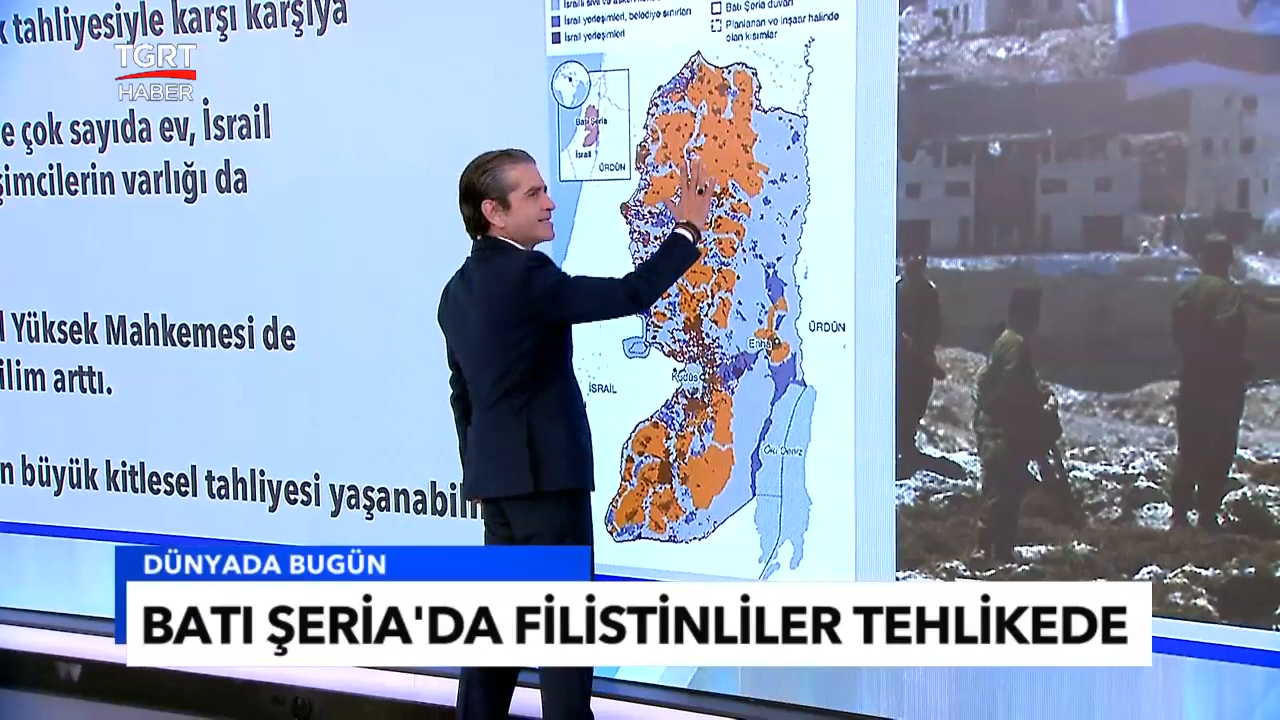 k tahliyesiyle karşı karşıya
TGRT
HABER
e çok sayıda ev, İsrail
şimcilerin varlığı da
Yüksek Mahkemesi de
ilim arttı.
n büyük kitlesel tahliyesi yaşanabilir
İsrail yerleşimleri, belediye sınırları
İsrail yerleşimleri
Batı Şeria duvarı
Planlanan ve inşaar halinde
olan kısımlar
Batı Şeria
İsrail
ÜRDÜN
ÜRDÜN
Eriha
Kudüs
İSRAİL
Ölü Deniz
DÜNYADA BUGÜN
BATI ŞERİA'DA FİLİSTİNLİLER TEHLİKEDE